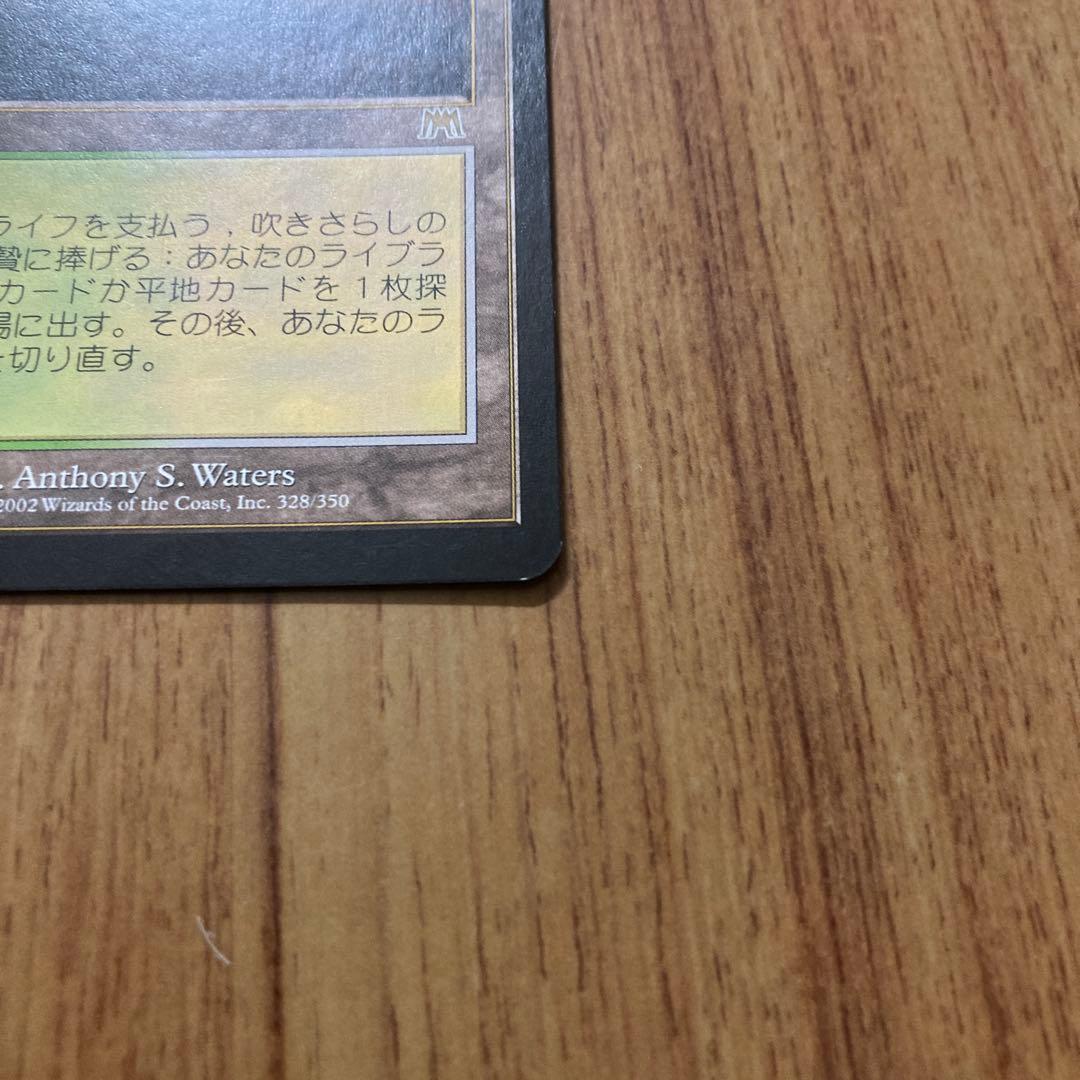 ライフを支払う，吹きさらしの
贄に捧げる：あなたのライブラ
カードか平地カードを１枚探
場に出す。その後、あなたのラ
を切り直す。
. Anthony S. Waters
2002 Wizards of the Coast, Inc. 328/350